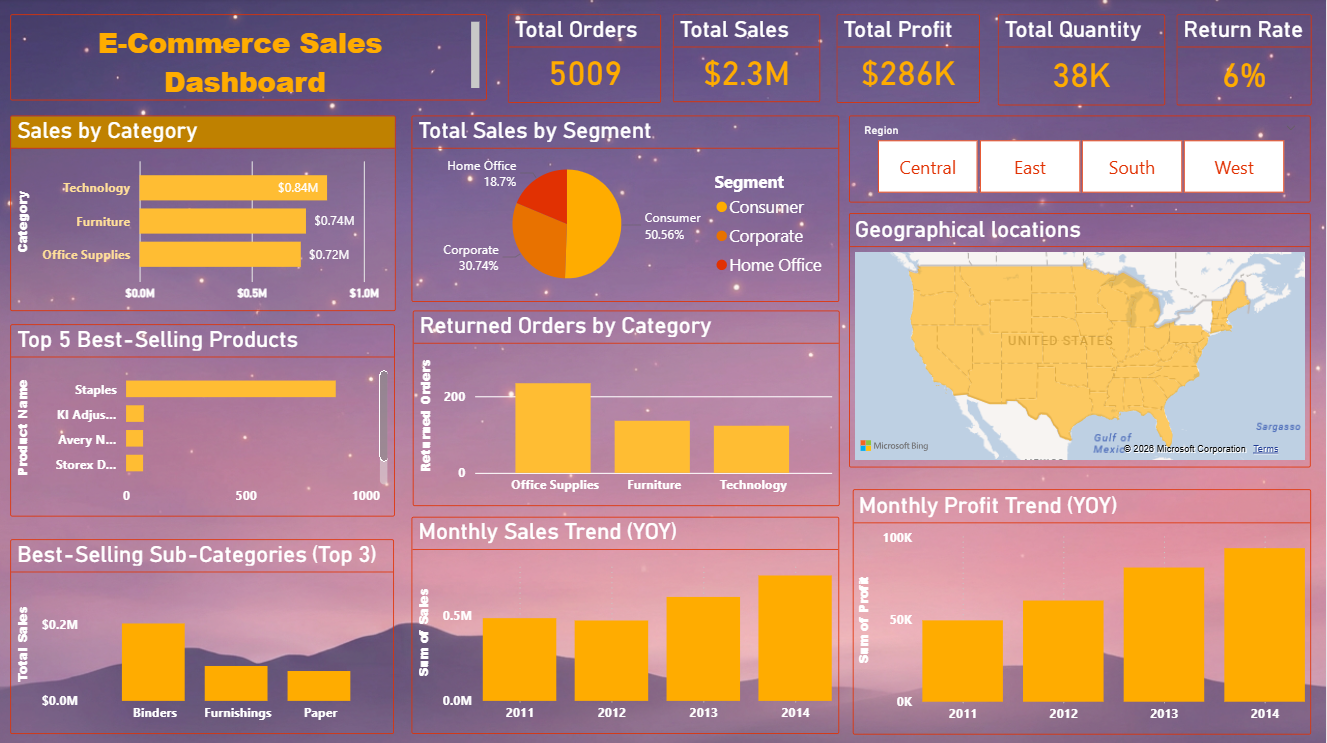 E-Commerce Sales
Dashboard
Total Orders
5009
Total Sales
$2.3M
Total Profit
$286K
Total Quantity
38K
Return Rate
6%
Sales by Category
Category
Technology
$0.84M
Furniture
$0.74M
Office Supplies
$0.72M
$0.0M
$0.5M
$1.0M
Total Sales by Segment
Home Office
18.7%
Corporate
30.74%
Consumer
50.56%
Segment
Consumer
Corporate
Home Office
Region
Central
East
South
West
Geographical locations
UNITED STATES
Sargasso
Gulf of
Mexic
Microsoft Bing
© 2026 Microsoft Corporation
Terms
Top 5 Best-Selling Products
Product Name
Staples
KI Adjus...
Avery N...
Storex D...
0
500
1000
Returned Orders by Category
Returned Orders
200
0
Office Supplies
Furniture
Technology
Best-Selling Sub-Categories (Top 3)
Total Sales
$0.2M
$0.0M
Binders
Furnishings
Paper
Monthly Sales Trend (YOY)
Sum of Sales
0.5M
0.0M
2011
2012
2013
2014
Monthly Profit Trend (YOY)
Sum of Profit
100K
50K
0K
2011
2012
2013
2014